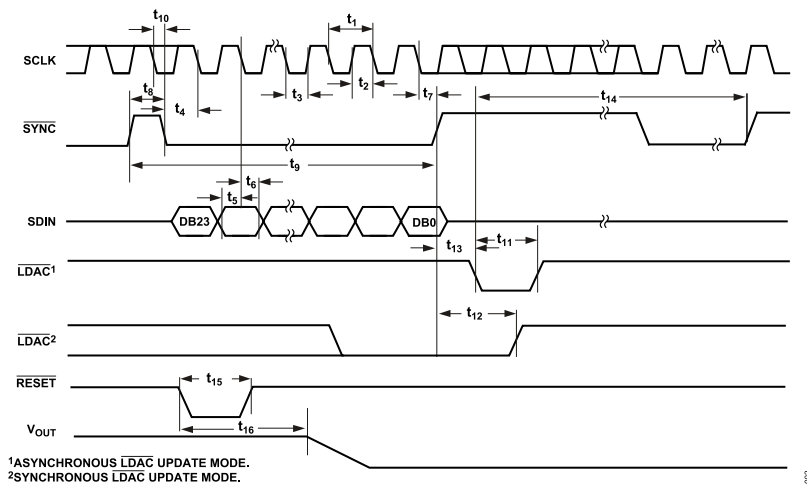 t10
t1
SCLK
t3
t2
t7
t8
t4
t14
SYNC
t9
t6
t5
SDIN
DB23
DB0
t13
t11
LDAC1
t12
LDAC2
RESET
t15
VOUT
t16
1ASYNCHRONOUS LDAC UPDATE MODE.
2SYNCHRONOUS LDAC UPDATE MODE.